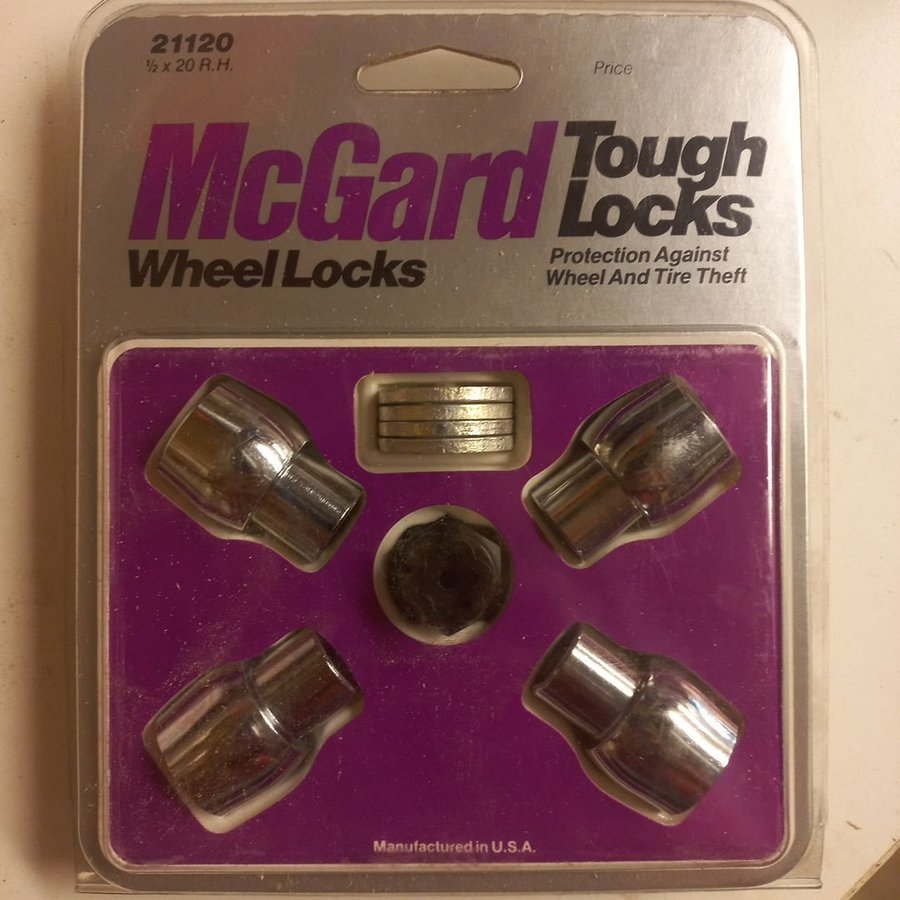 21120
½ x 20 R.H.
Price
McGard
Tough
Locks
Wheel Locks
Protection Against
Wheel And Tire Theft
Manufactured in U.S.A.